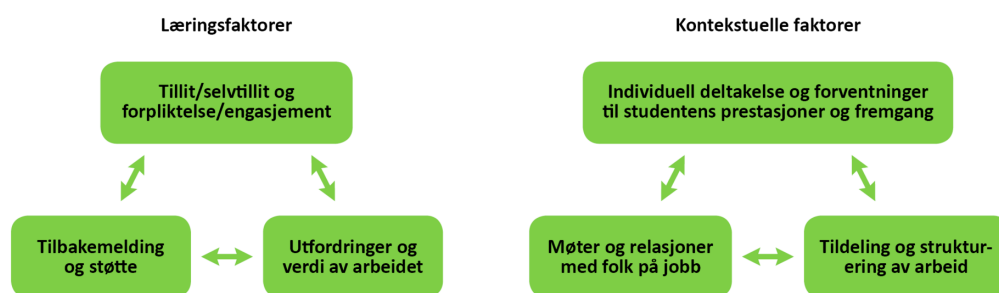 Læringsfaktorer
Tillit/selvtillit og
forpliktelse/engasjement
Tilbakemelding
og støtte
Utfordringer og
verdi av arbeidet
Kontekstuelle faktorer
Individuell deltakelse og forventninger
til studentens prestasjoner og fremgang
Møter og relasjoner
med folk på jobb
Tildeling og struktur-
ering av arbeid